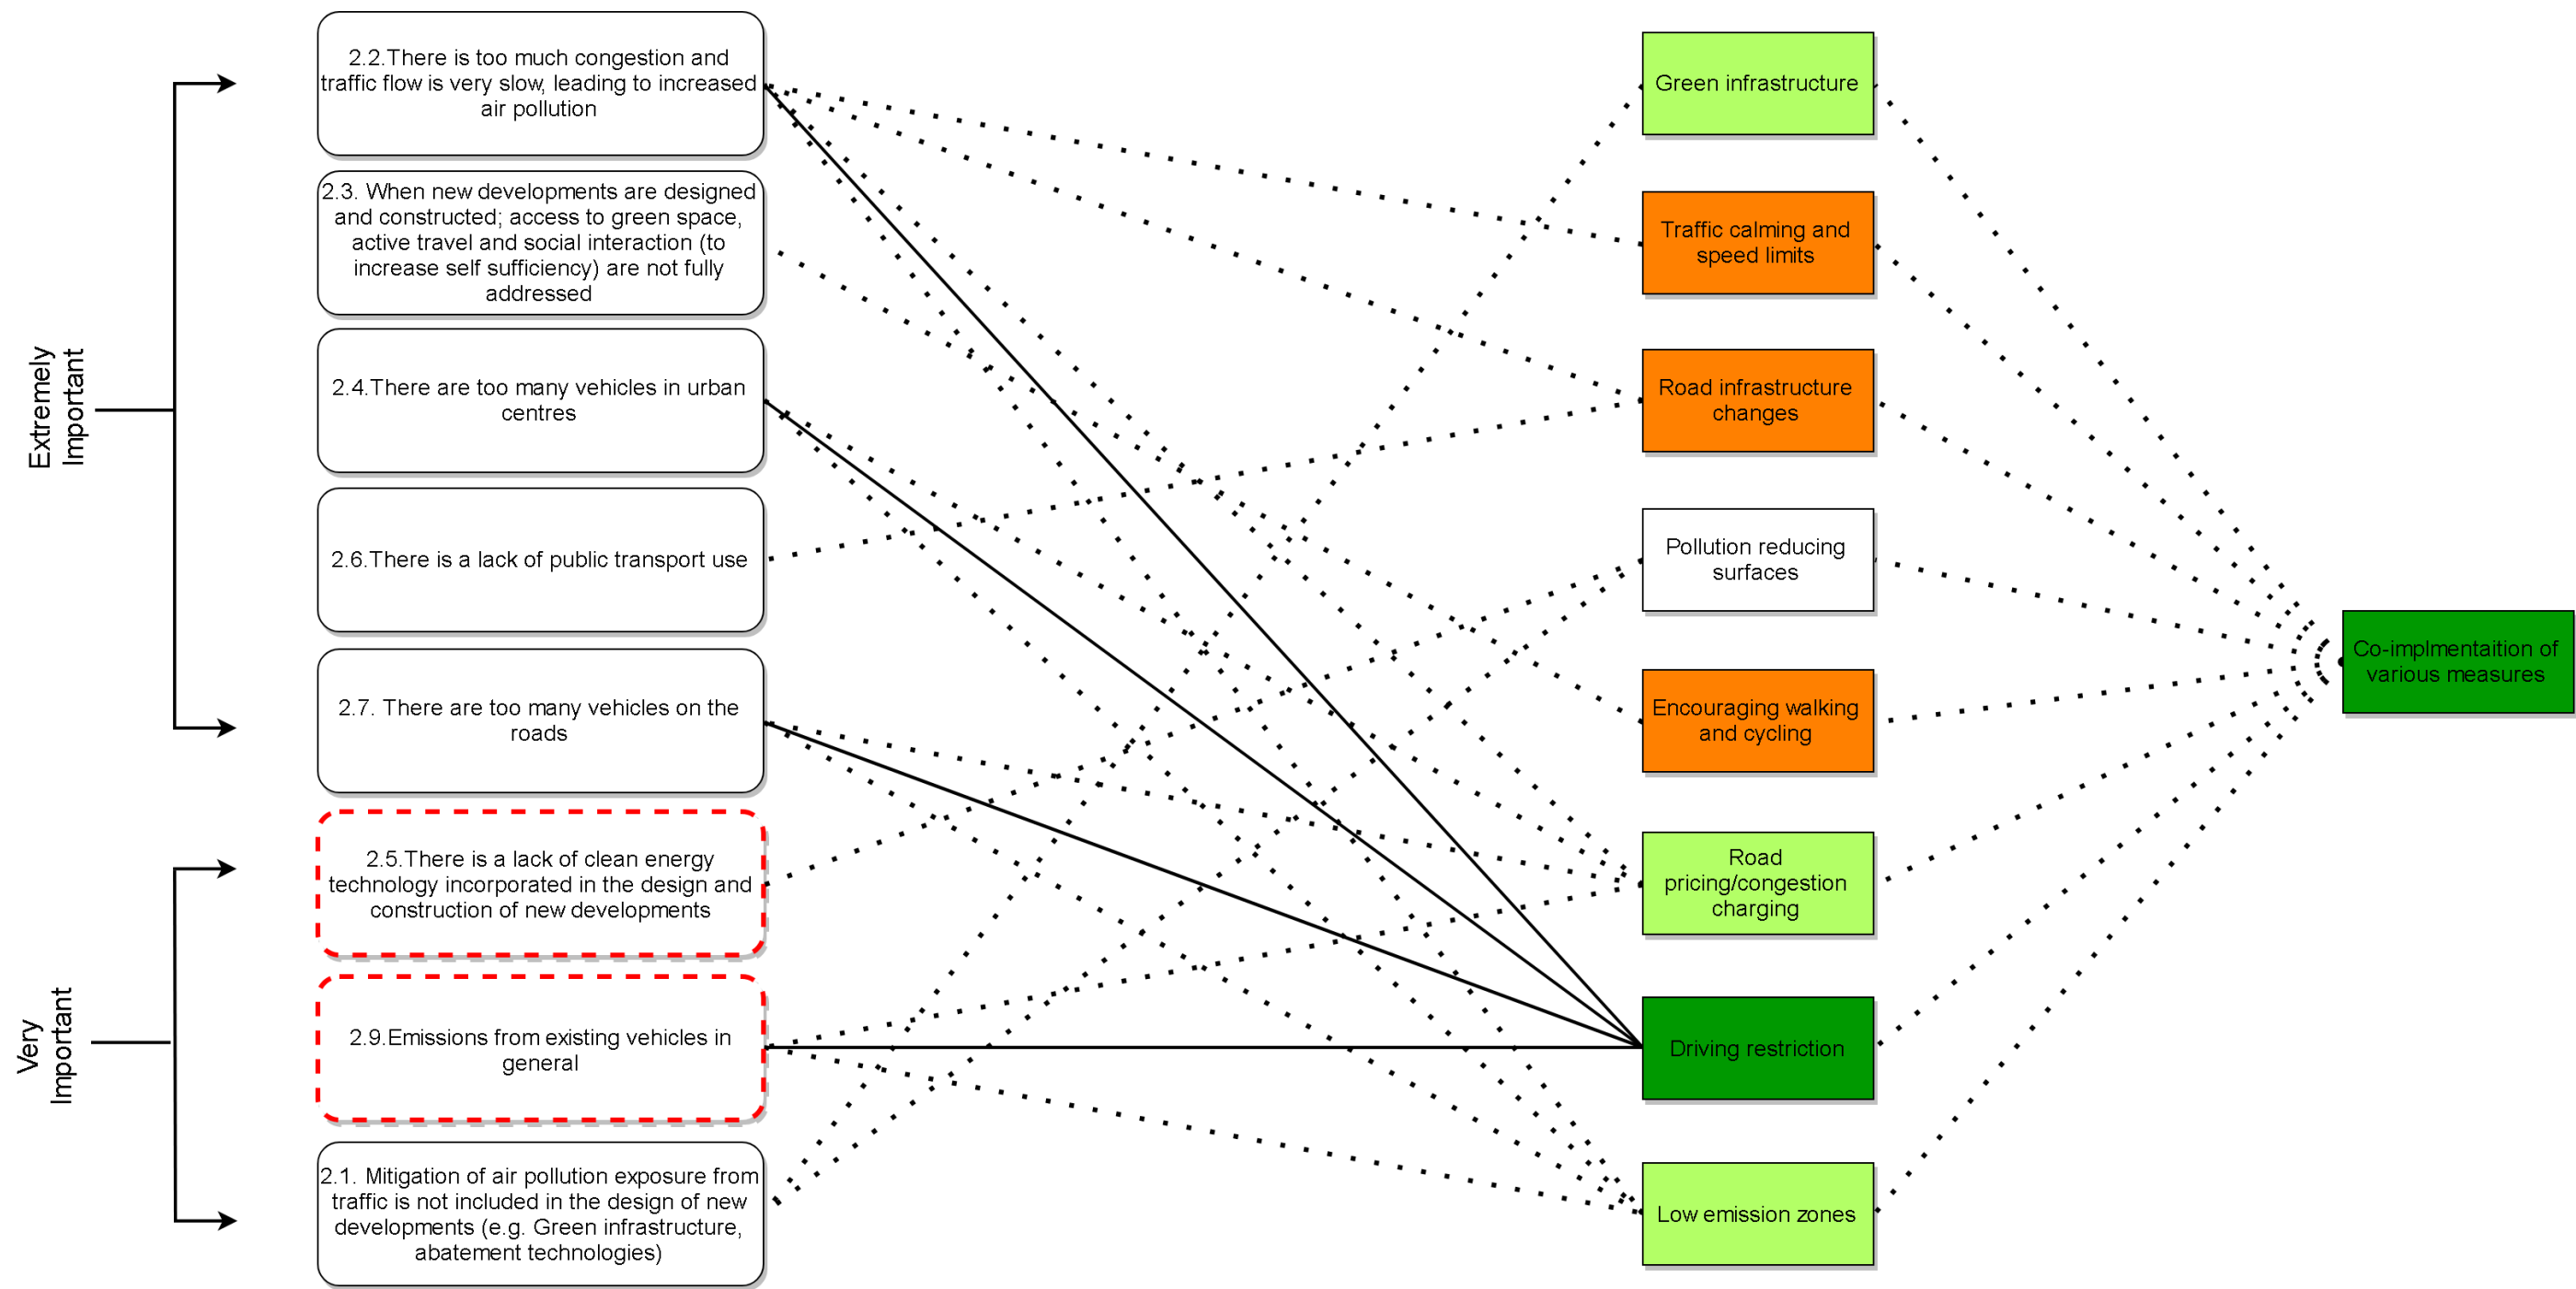 Extremely
Important
2.2.There is too much congestion and
traffic flow is very slow, leading to increased
air pollution
2.3. When new developments are designed
and constructed; access to green space,
active travel and social interaction (to
increase self sufficiency) are not fully
addressed
2.4.There are too many vehicles in urban
centres
2.6.There is a lack of public transport use
2.7. There are too many vehicles on the
roads
Very
Important
2.5.There is a lack of clean energy
technology incorporated in the design and
construction of new developments
2.9.Emissions from existing vehicles in
general
2.1. Mitigation of air pollution exposure from
traffic is not included in the design of new
developments (e.g. Green infrastructure,
abatement technologies)
Green infrastructure
Traffic calming and
speed limits
Road infrastructure
changes
Pollution reducing
surfaces
Encouraging walking
and cycling
Road
pricing/congestion
charging
Driving restriction
Low emission zones
Co-implmentaition of
various measures